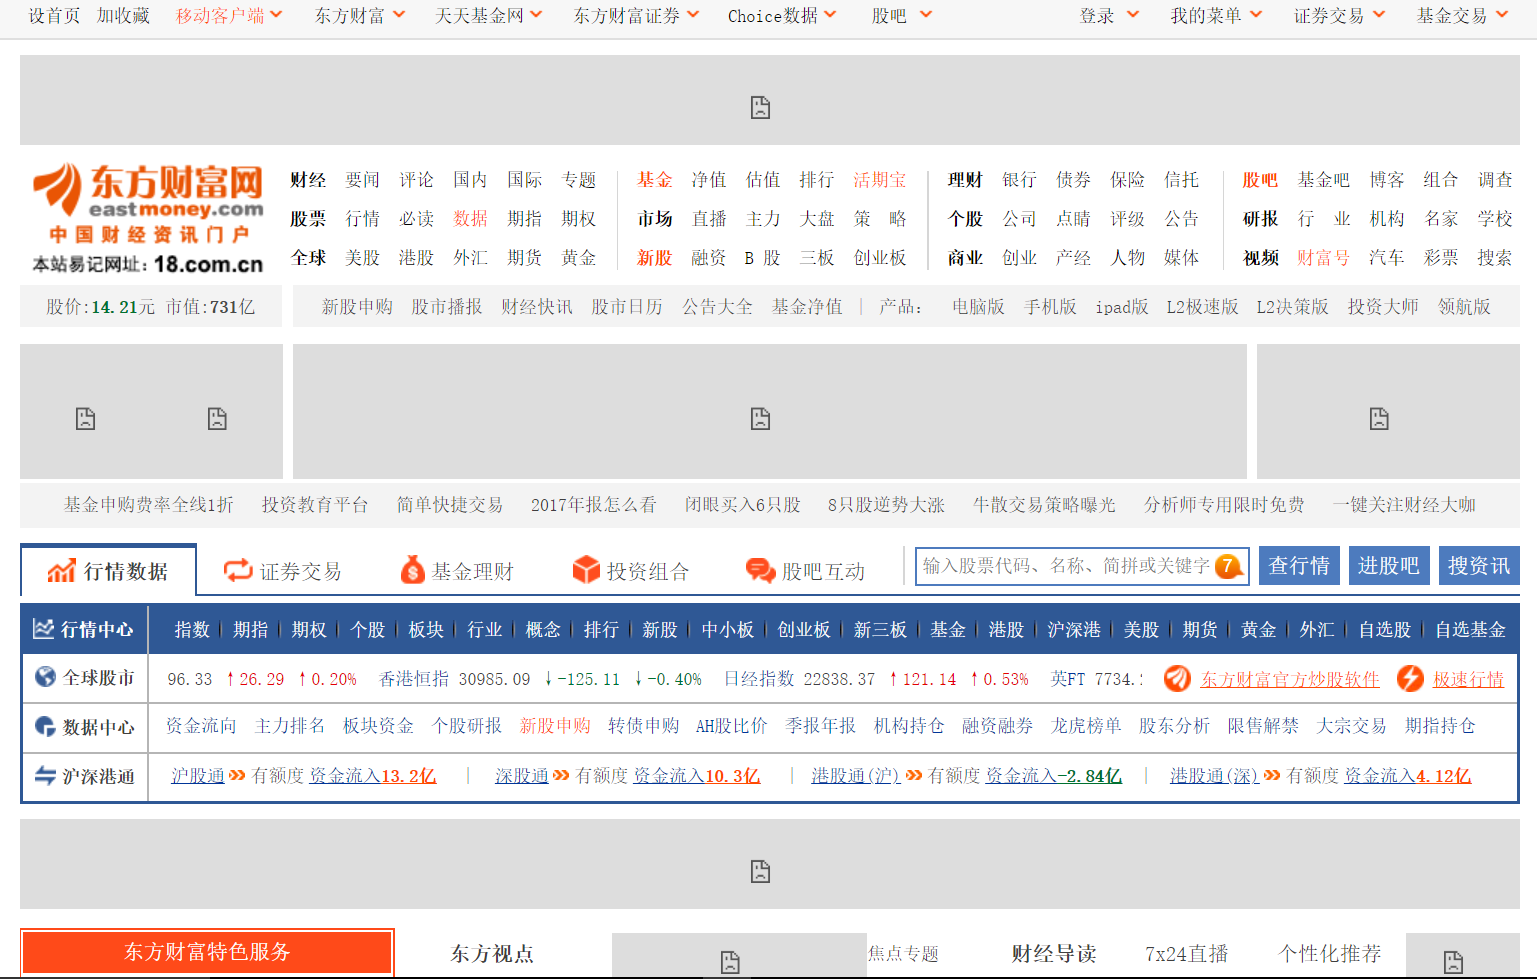 设首页 加收藏 移动客户端 东方财富 天天基金网 东方财富证券 Choice数据 股吧 登录 我的菜单 证券交易 基金交易
东方财富网
eastmoney.com
中国财经资讯门户
本站易记网址：18.com.cn
财经 要闻 评论 国内 国际 专题 基金 净值 估值 排行 活期宝 理财 银行 债券 保险 信托 股吧 基金吧 博客 组合 调查
股票 行情 必读 数据 期指 期权 市场 直播 主力 大盘 策 略 个股 公司 点睛 评级 公告 研报 行 业 机构 名家 学校
全球 美股 港股 外汇 期货 黄金 新股 融资 B 股 三板 创业板 商业 创业 产经 人物 媒体 视频 财富号 汽车 彩票 搜索
股价:14.21元 市值:731亿 新股申购 股市播报 财经快讯 股市日历 公告大全 基金净值 | 产品： 电脑版 手机版 ipad版 L2极速版 L2决策版 投资大师 领航版
基金申购费率全线1折 投资教育平台 简单快捷交易 2017年报怎么看 闭眼买入6只股 8只股逆势大涨 牛散交易策略曝光 分析师专用限时免费 一键关注财经大咖
行情数据 证券交易 基金理财 投资组合 股吧互动 输入股票代码、名称、简拼或关键字 7 查行情 进股吧 搜资讯
行情中心 指数 期指 期权 个股 板块 行业 概念 排行 新股 中小板 创业板 新三板 基金 港股 沪深港 美股 期货 黄金 外汇 自选股 自选基金
全球股市 96.33 ↑26.29 ↑0.20% 香港恒指 30985.09 ↓-125.11 ↓-0.40% 日经指数 22838.37 ↑121.14 ↑0.53% 英FT 7734. 东方财富官方炒股软件 极速行情
数据中心 资金流向 主力排名 板块资金 个股研报 新股申购 转债申购 AH股比价 季报年报 机构持仓 融资融券 龙虎榜单 股东分析 限售解禁 大宗交易 期指持仓
沪深港通 沪股通 有额度 资金流入13.2亿 | 深股通 有额度 资金流入10.3亿 | 港股通(沪) 有额度 资金流入-2.84亿 | 港股通(深) 有额度 资金流入4.12亿
东方财富特色服务 东方视点 焦点专题 财经导读 7x24直播 个性化推荐